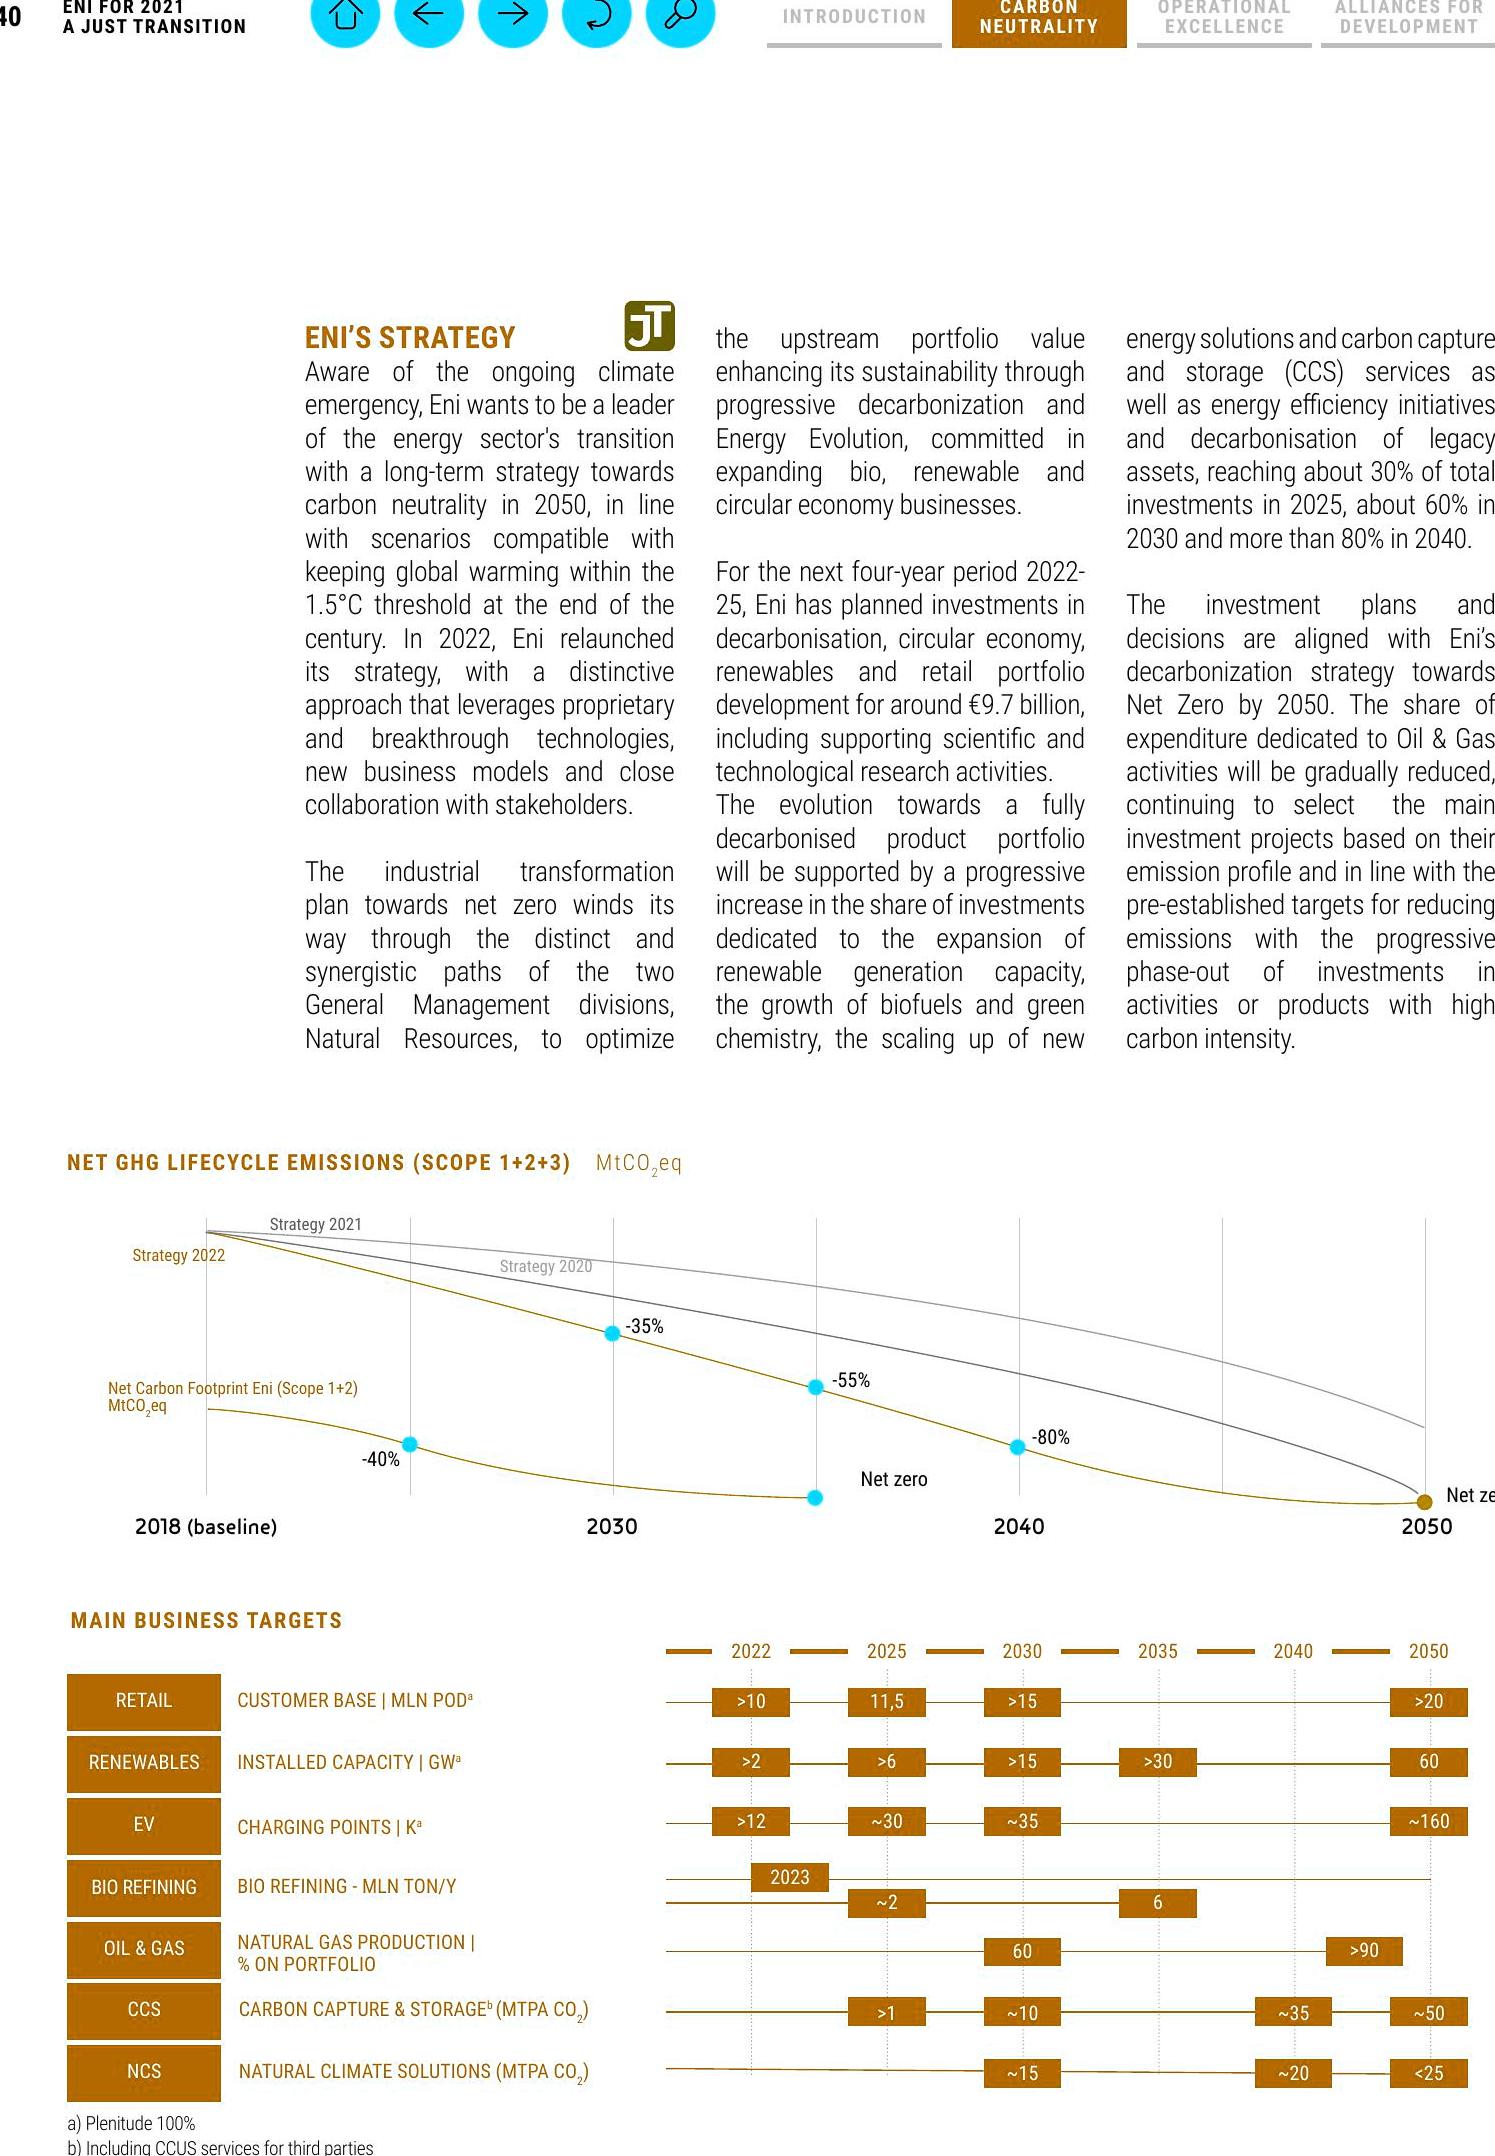 40
ENI FOR 2021
A JUST TRANSITION
INTRODUCTION
CARBON
NEUTRALITY
OPERATIONAL
EXCELLENCE
ALLIANCES FOR
DEVELOPMENT
ENI'S STRATEGY
JT
Aware of the ongoing climate
emergency, Eni wants to be a leader
of the energy sector's transition
with a long-term strategy towards
carbon neutrality in 2050, in line
with scenarios compatible with
keeping global warming within the
1.5°C threshold at the end of the
century. In 2022, Eni relaunched
its strategy, with a distinctive
approach that leverages proprietary
and breakthrough technologies,
new business models and close
collaboration with stakeholders.
The industrial transformation
plan towards net zero winds its
way through the distinct and
synergistic paths of the two
General Management divisions,
Natural Resources, to optimize
the upstream portfolio value
enhancing its sustainability through
progressive decarbonization and
Energy Evolution, committed in
expanding bio, renewable and
circular economy businesses.
For the next four-year period 2022-
25, Eni has planned investments in
decarbonisation, circular economy,
renewables and retail portfolio
development for around €9.7 billion,
including supporting scientific and
technological research activities.
The evolution towards a fully
decarbonised product portfolio
will be supported by a progressive
increase in the share of investments
dedicated to the expansion of
renewable generation capacity,
the growth of biofuels and green
chemistry, the scaling up of new
energy solutions and carbon capture
and storage (CCS) services as
well as energy efficiency initiatives
and decarbonisation of legacy
assets, reaching about 30% of total
investments in 2025, about 60% in
2030 and more than 80% in 2040.
The investment plans and
decisions are aligned with Eni's
decarbonization strategy towards
Net Zero by 2050. The share of
expenditure dedicated to Oil & Gas
activities will be gradually reduced,
continuing to select the main
investment projects based on their
emission profile and in line with the
pre-established targets for reducing
emissions with the progressive
phase-out of investments in
activities or products with high
carbon intensity.
NET GHG LIFECYCLE EMISSIONS (SCOPE 1+2+3) MtCO2eq
Strategy 2021
Strategy 2022
Strategy 2020
-35%
-55%
Net Carbon Footprint Eni (Scope 1+2)
MtCO2eq
-40%
-80%
Net zero
Net ze
2018 (baseline) 2030 2040 2050
MAIN BUSINESS TARGETS
2022 2025 2030 2035 2040 2050
RETAIL CUSTOMER BASE | MLN PODa >10 11,5 >15 >20
RENEWABLES INSTALLED CAPACITY | GWa >2 >6 >15 >30 60
EV CHARGING POINTS | Ka >12 ~30 ~35 ~160
BIO REFINING BIO REFINING - MLN TON/Y 2023 ~2 6
OIL & GAS NATURAL GAS PRODUCTION |
% ON PORTFOLIO 60 >90
CCS CARBON CAPTURE & STORAGEb (MTPA CO2) >1 ~10 ~35 ~50
NCS NATURAL CLIMATE SOLUTIONS (MTPA CO2) ~15 ~20 <25
a) Plenitude 100%
b) Including CCUS services for third parties